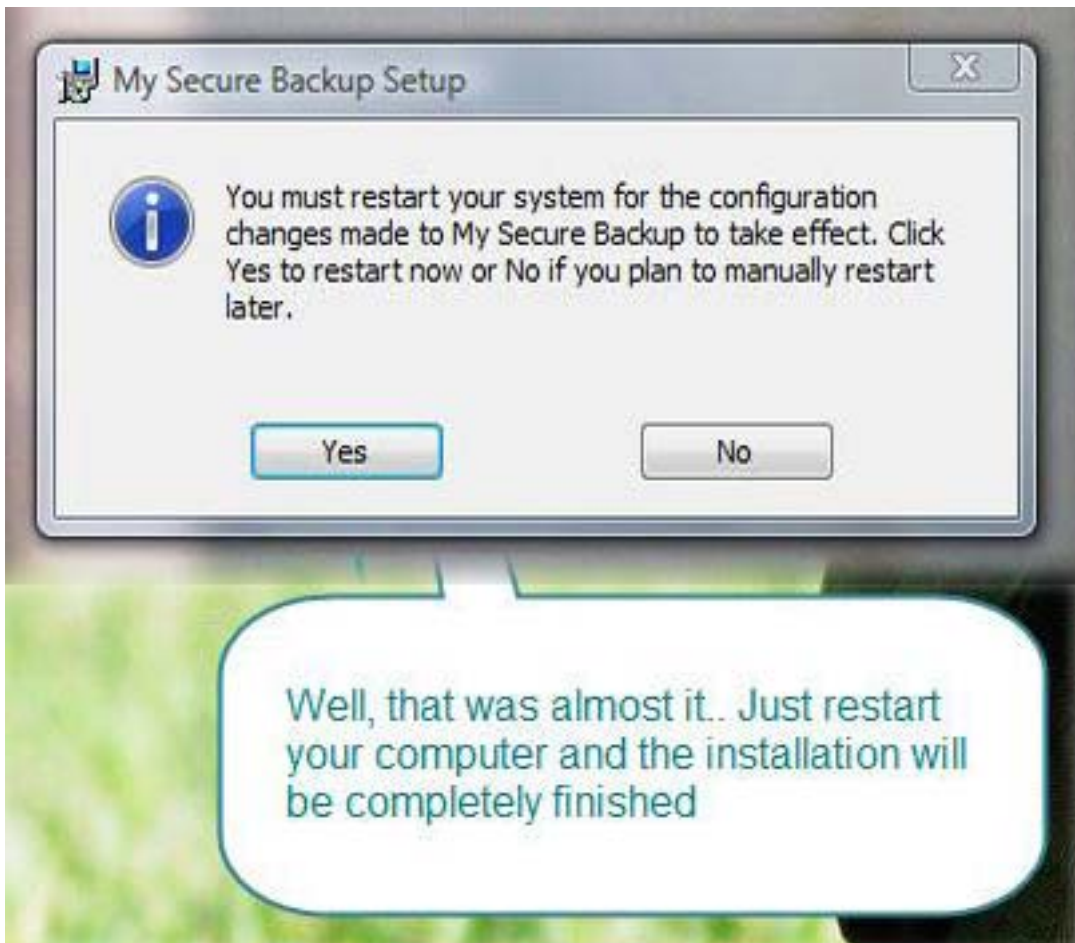 My Secure Backup Setup
You must restart your system for the configuration
changes made to My Secure Backup to take effect. Click
Yes to restart now or No if you plan to manually restart
later.
Yes
No
Well, that was almost it.. Just restart
your computer and the installation will
be completely finished